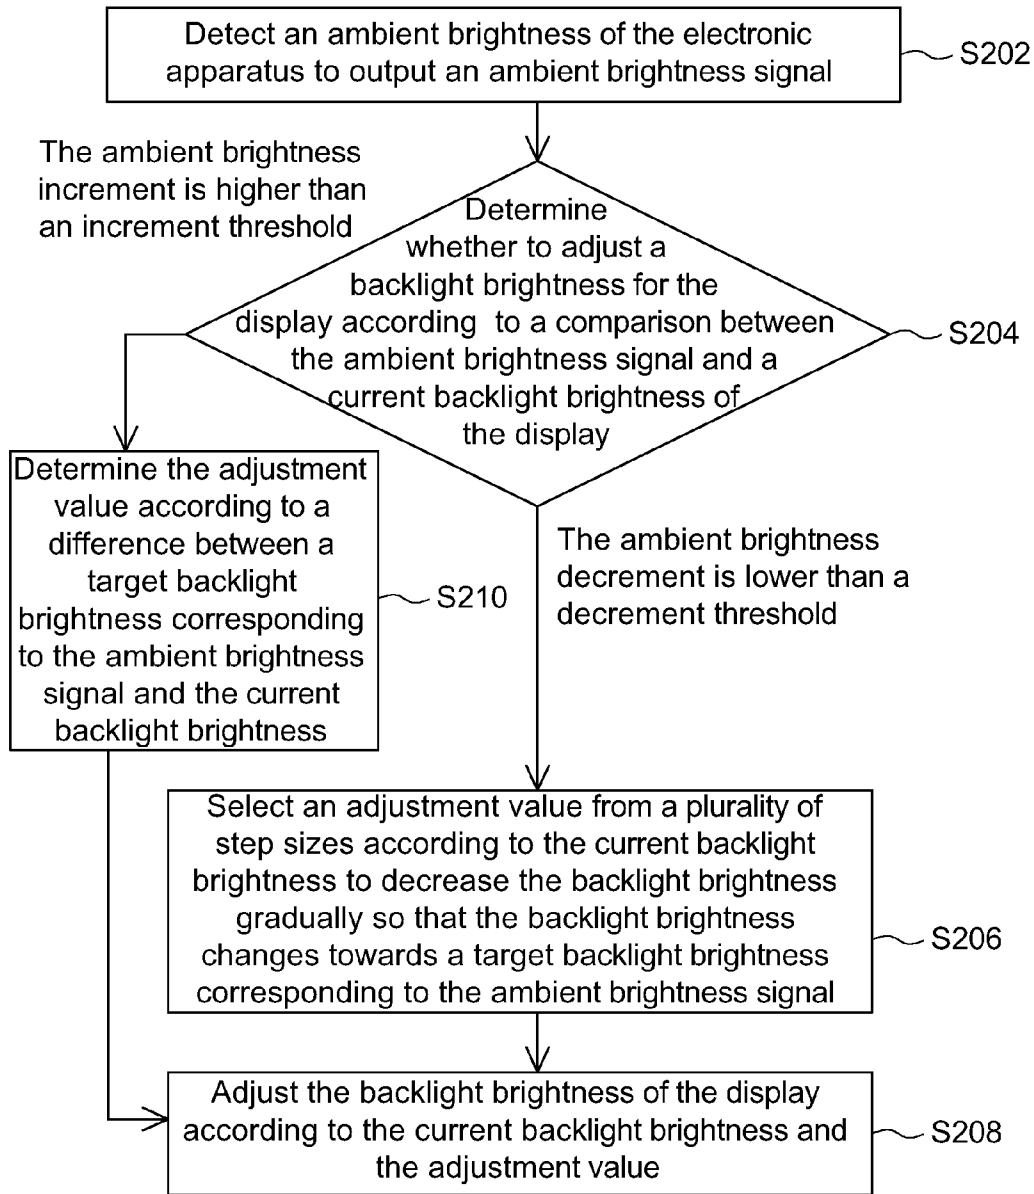 Detect an ambient brightness of the electronic
apparatus to output an ambient brightness signal
S202
The ambient brightness
increment is higher than
an increment threshold
Determine
whether to adjust a
backlight brightness for the
display according to a comparison between
the ambient brightness signal and a
current backlight brightness of
the display
S204
Determine the adjustment
value according to a
difference between a
target backlight
brightness corresponding
to the ambient brightness
signal and the current
backlight brightness
S210
The ambient brightness
decrement is lower than a
decrement threshold
Select an adjustment value from a plurality of
step sizes according to the current backlight
brightness to decrease the backlight brightness
gradually so that the backlight brightness
changes towards a target backlight brightness
corresponding to the ambient brightness signal
S206
Adjust the backlight brightness of the display
according to the current backlight brightness and
the adjustment value
S208